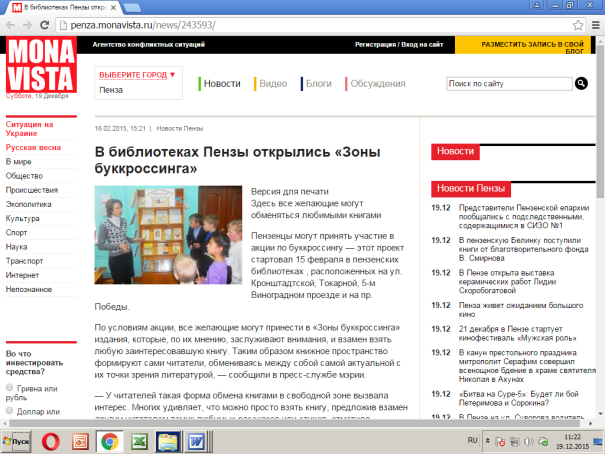 В библиотеках Пензы откры
penza.monavista.ru/news/243593/
MONA
VISTA
Суббота, 19 Декабря
Агентство конфликтных ситуаций
Регистрация / Вход на сайт
РАЗМЕСТИТЬ ЗАПИСЬ В СВОЙ
БЛОГ
ВЫБЕРИТЕ ГОРОД ▼
Пенза
Новости
Видео
Блоги
Обсуждения
Поиск по сайту
Ситуация на
Украине
Русская весна
В мире
Общество
Происшествия
Экополитика
Культура
Спорт
Наука
Транспорт
Интернет
Непознанное
Во что
инвестировать
средства?
Гривна или
рубль
Доллар или
16.02.2015, 15:21 | Новости Пензы
В библиотеках Пензы открылись «Зоны
буккроссинга»
Версия для печати
Здесь все желающие могут
обменяться любимыми книгами
Пензенцы могут принять участие в
акции по буккроссингу — этот проект
стартовал 15 февраля в пензенских
библиотеках , расположенных на ул.
Кронштадтской, Токарной, 5-м
Виноградном проезде и на пр.
Победы.
По условиям акции, все желающие могут принести в «Зоны буккроссинга»
издания, которые, по их мнению, заслуживают внимания, и взамен взять
любую заинтересовавшую книгу. Таким образом книжное пространство
формируют сами читатели, обмениваясь между собой самой актуальной с
их точки зрения литературой, — сообщили в пресс-службе мэрии.
— У читателей такая форма обмена книгами в свободной зоне вызвала
интерес. Многих удивляет, что можно просто взять книгу, предложив взамен
Новости
Новости Пензы
19.12 Представители Пензенской епархии
пообщались с подследственными,
содержащимися в СИЗО №1
19.12 В пензенскую Белинку поступили
книги от благотворительного фонда
В. Смирнова
19.12 В Пензе открыта выставка
керамических работ Лидии
Скоробогатовой
19.12 Пенза живет ожиданием большого
кино
19.12 21 декабря в Пензе стартует
кинофестиваль «Мужская роль»
19.12 В канун престольного праздника
митрополит Серафим совершил
всенощное бдение в храме святителя
Николая в Ахунах
19.12 «Битва на Суре-5»: Будет ли бой
Петеримова и Сорокина?
19.12 В Пензе на ул. Суворова водитель
Пуск
RU
11:22
19.12.2015